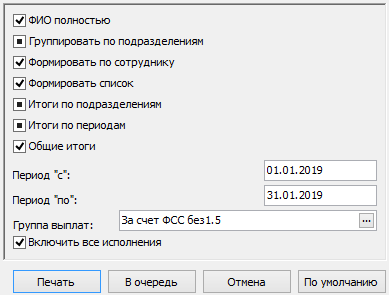 ФИО полностью
Группировать по подразделениям
Формировать по сотруднику
Формировать список
Итоги по подразделениям
Итоги по периодам
Общие итоги
Период "с": 01.01.2019
Период "по": 31.01.2019
Группа выплат: За счет ФСС без1.5 ...
Включить все исполнения
Печать В очередь Отмена По умолчанию